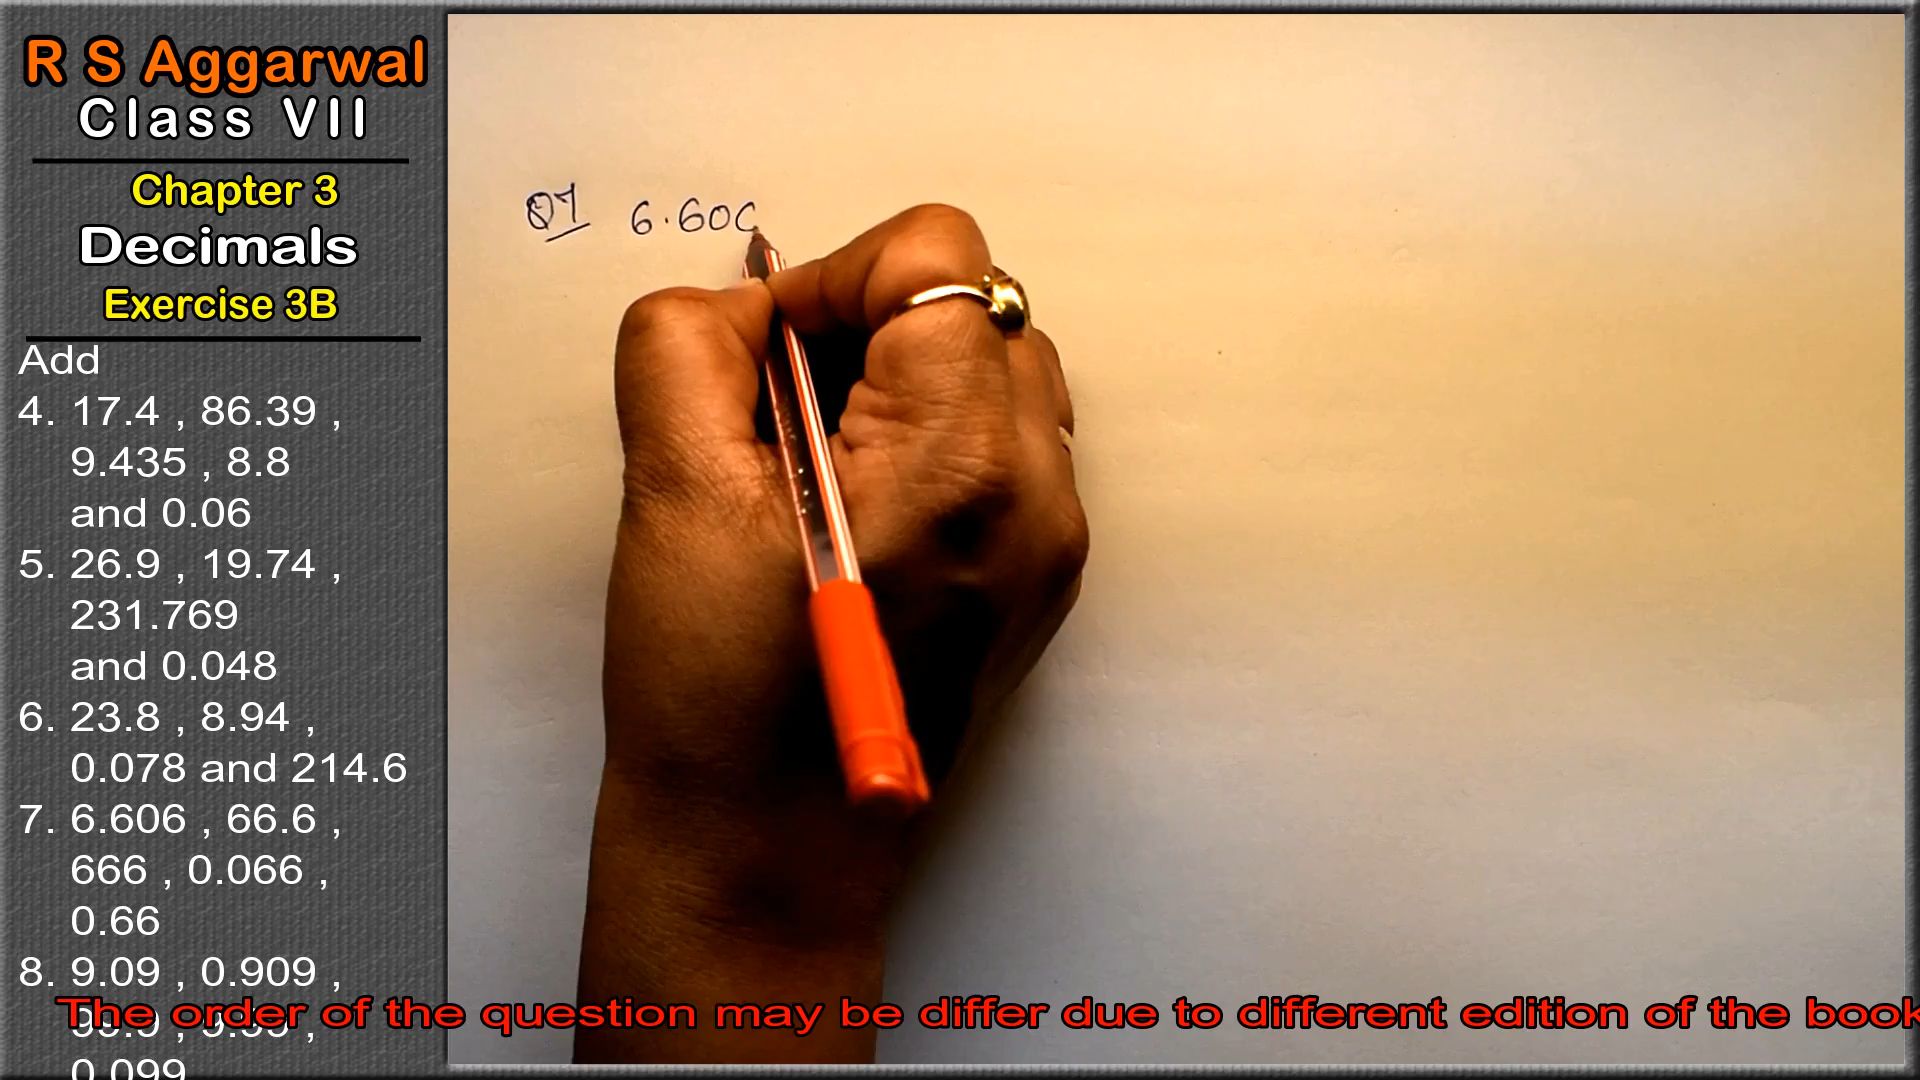 R S Aggarwal
Class VII
Chapter 3
Decimals
Exercise 3B
Add
4. 17.4 , 86.39 ,
9.435 , 8.8
and 0.06
5. 26.9 , 19.74 ,
231.769
and 0.048
6. 23.8 , 8.94 ,
0.078 and 214.6
7. 6.606 , 66.6 ,
666 , 0.066 ,
0.66
8. 9.09 , 0.909 ,
0.099
Q7 6.60
The order of the question may be differ due to different edition of the book